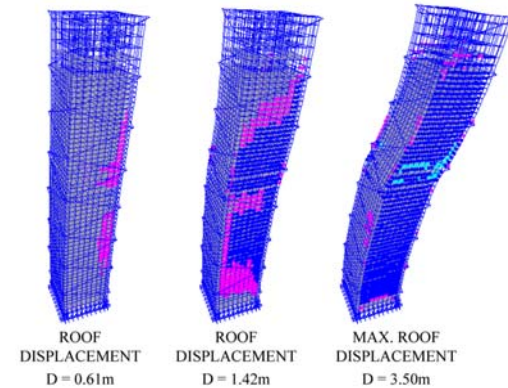 ROOF
DISPLACEMENT
D = 0.61m
ROOF
DISPLACEMENT
D = 1.42m
MAX. ROOF
DISPLACEMENT
D = 3.50m